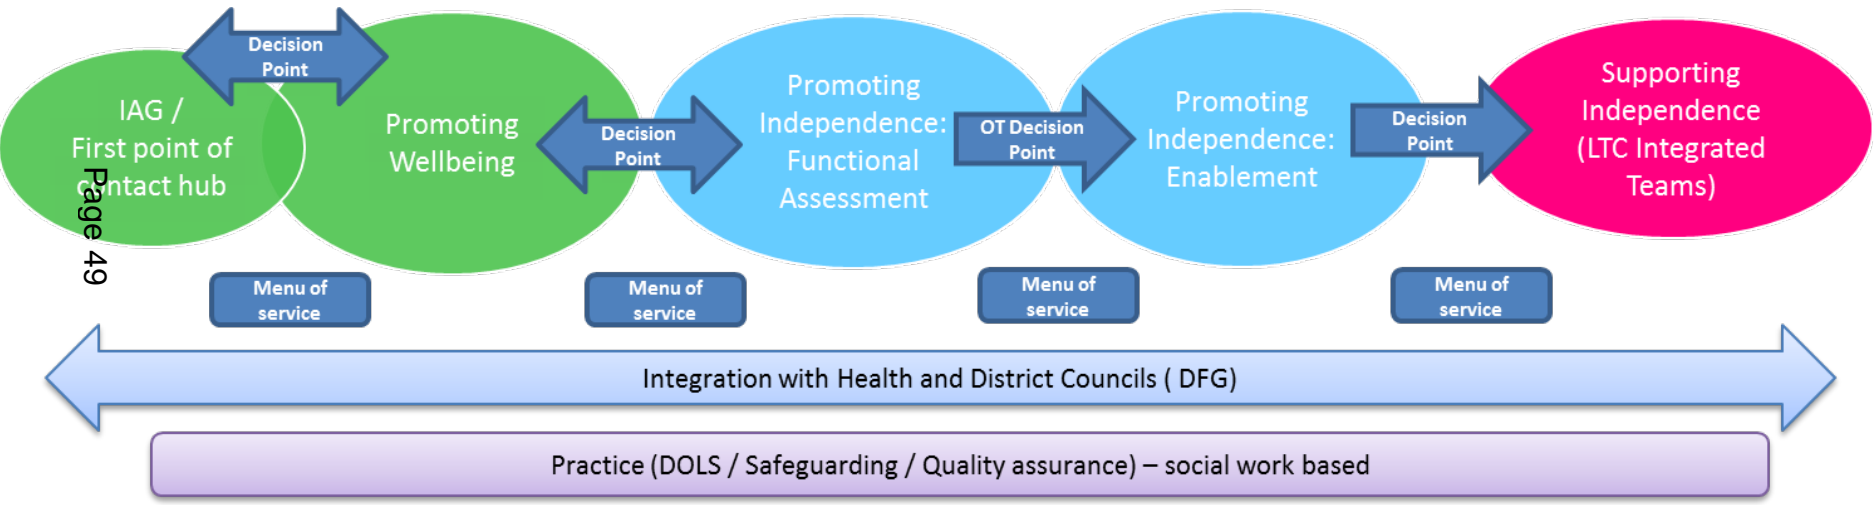 IAG /
First point of
contact hub
Decision
Point
Promoting
Wellbeing
Decision
Point
Promoting
Independence:
Functional
Assessment
OT Decision
Point
Promoting
Independence:
Enablement
Decision
Point
Supporting
Independence
(LTC Integrated
Teams)
Page 49
Menu of
service
Menu of
service
Menu of
service
Menu of
service
Integration with Health and District Councils ( DFG)
Practice (DOLS / Safeguarding / Quality assurance) – social work based